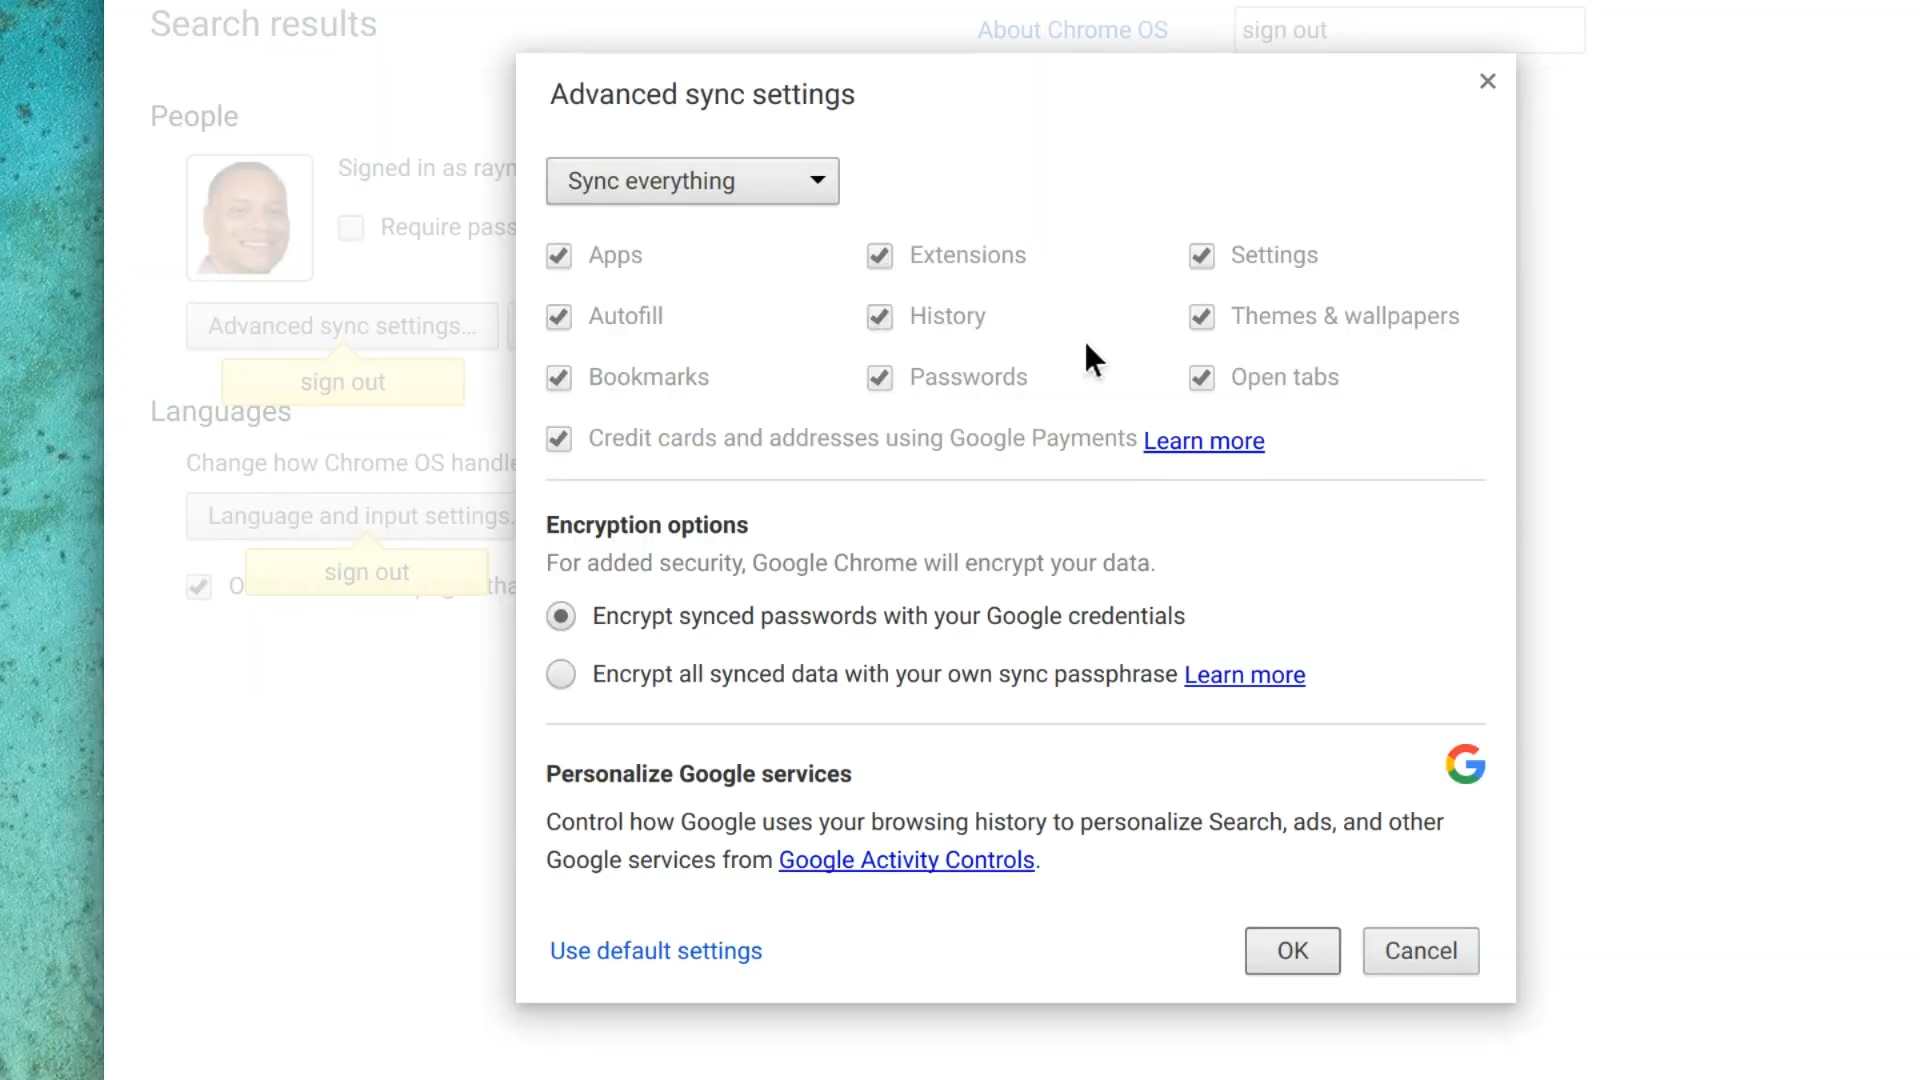 Search results
About Chrome OS
sign out
People
Signed in as
Require
Advanced sync settings...
sign out
Languages
Change how Chrome OS
Language and input settings.
sign out
Advanced sync settings
Sync everything
Apps
Extensions
Settings
Autofill
History
Themes & wallpapers
Bookmarks
Passwords
Open tabs
Credit cards and addresses using Google Payments Learn more
Encryption options
For added security, Google Chrome will encrypt your data.
Encrypt synced passwords with your Google credentials
Encrypt all synced data with your own sync passphrase Learn more
Personalize Google services
Control how Google uses your browsing history to personalize Search, ads, and other
Google services from Google Activity Controls.
Use default settings
OK
Cancel